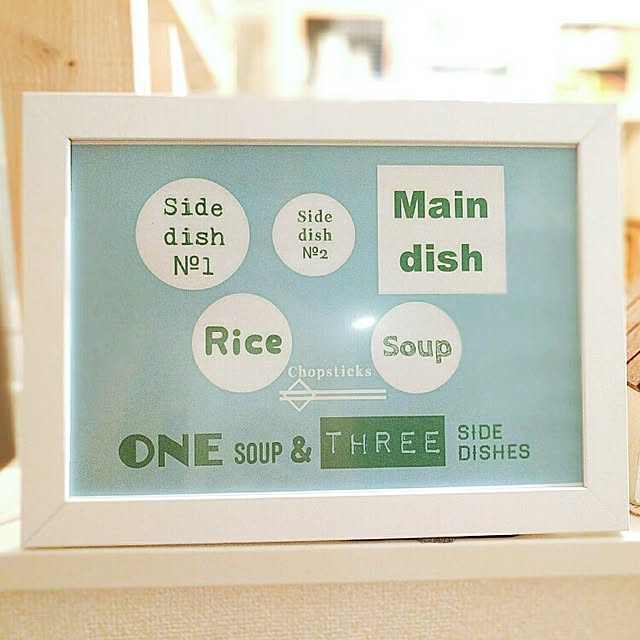 Side
dish
№1
Side
dish
№2
Main
dish
Rice
Soup
Chopsticks
ONE SOUP & THREE SIDE
DISHES